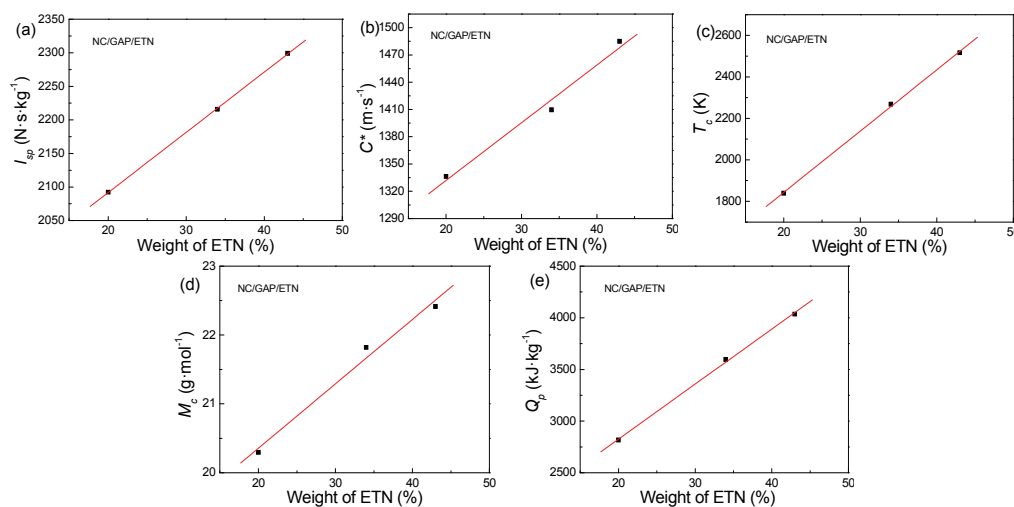 (a)
NC/GAP/ETN
I_sp (N·s·kg⁻¹)
2350
2300
2250
2200
2150
2100
2050
20 30 40 50
Weight of ETN (%)
(b)
NC/GAP/ETN
C* (m·s⁻¹)
1500
1470
1440
1410
1380
1350
1320
1290
20 30 40 50
Weight of ETN (%)
(c)
NC/GAP/ETN
T_c (K)
2600
2400
2200
2000
1800
20 30 40 50
Weight of ETN (%)
(d)
NC/GAP/ETN
M_c (g·mol⁻¹)
23
22
21
20
20 30 40 50
Weight of ETN (%)
(e)
NC/GAP/ETN
Q_p (kJ·kg⁻¹)
4500
4000
3500
3000
2500
20 30 40 50
Weight of ETN (%)